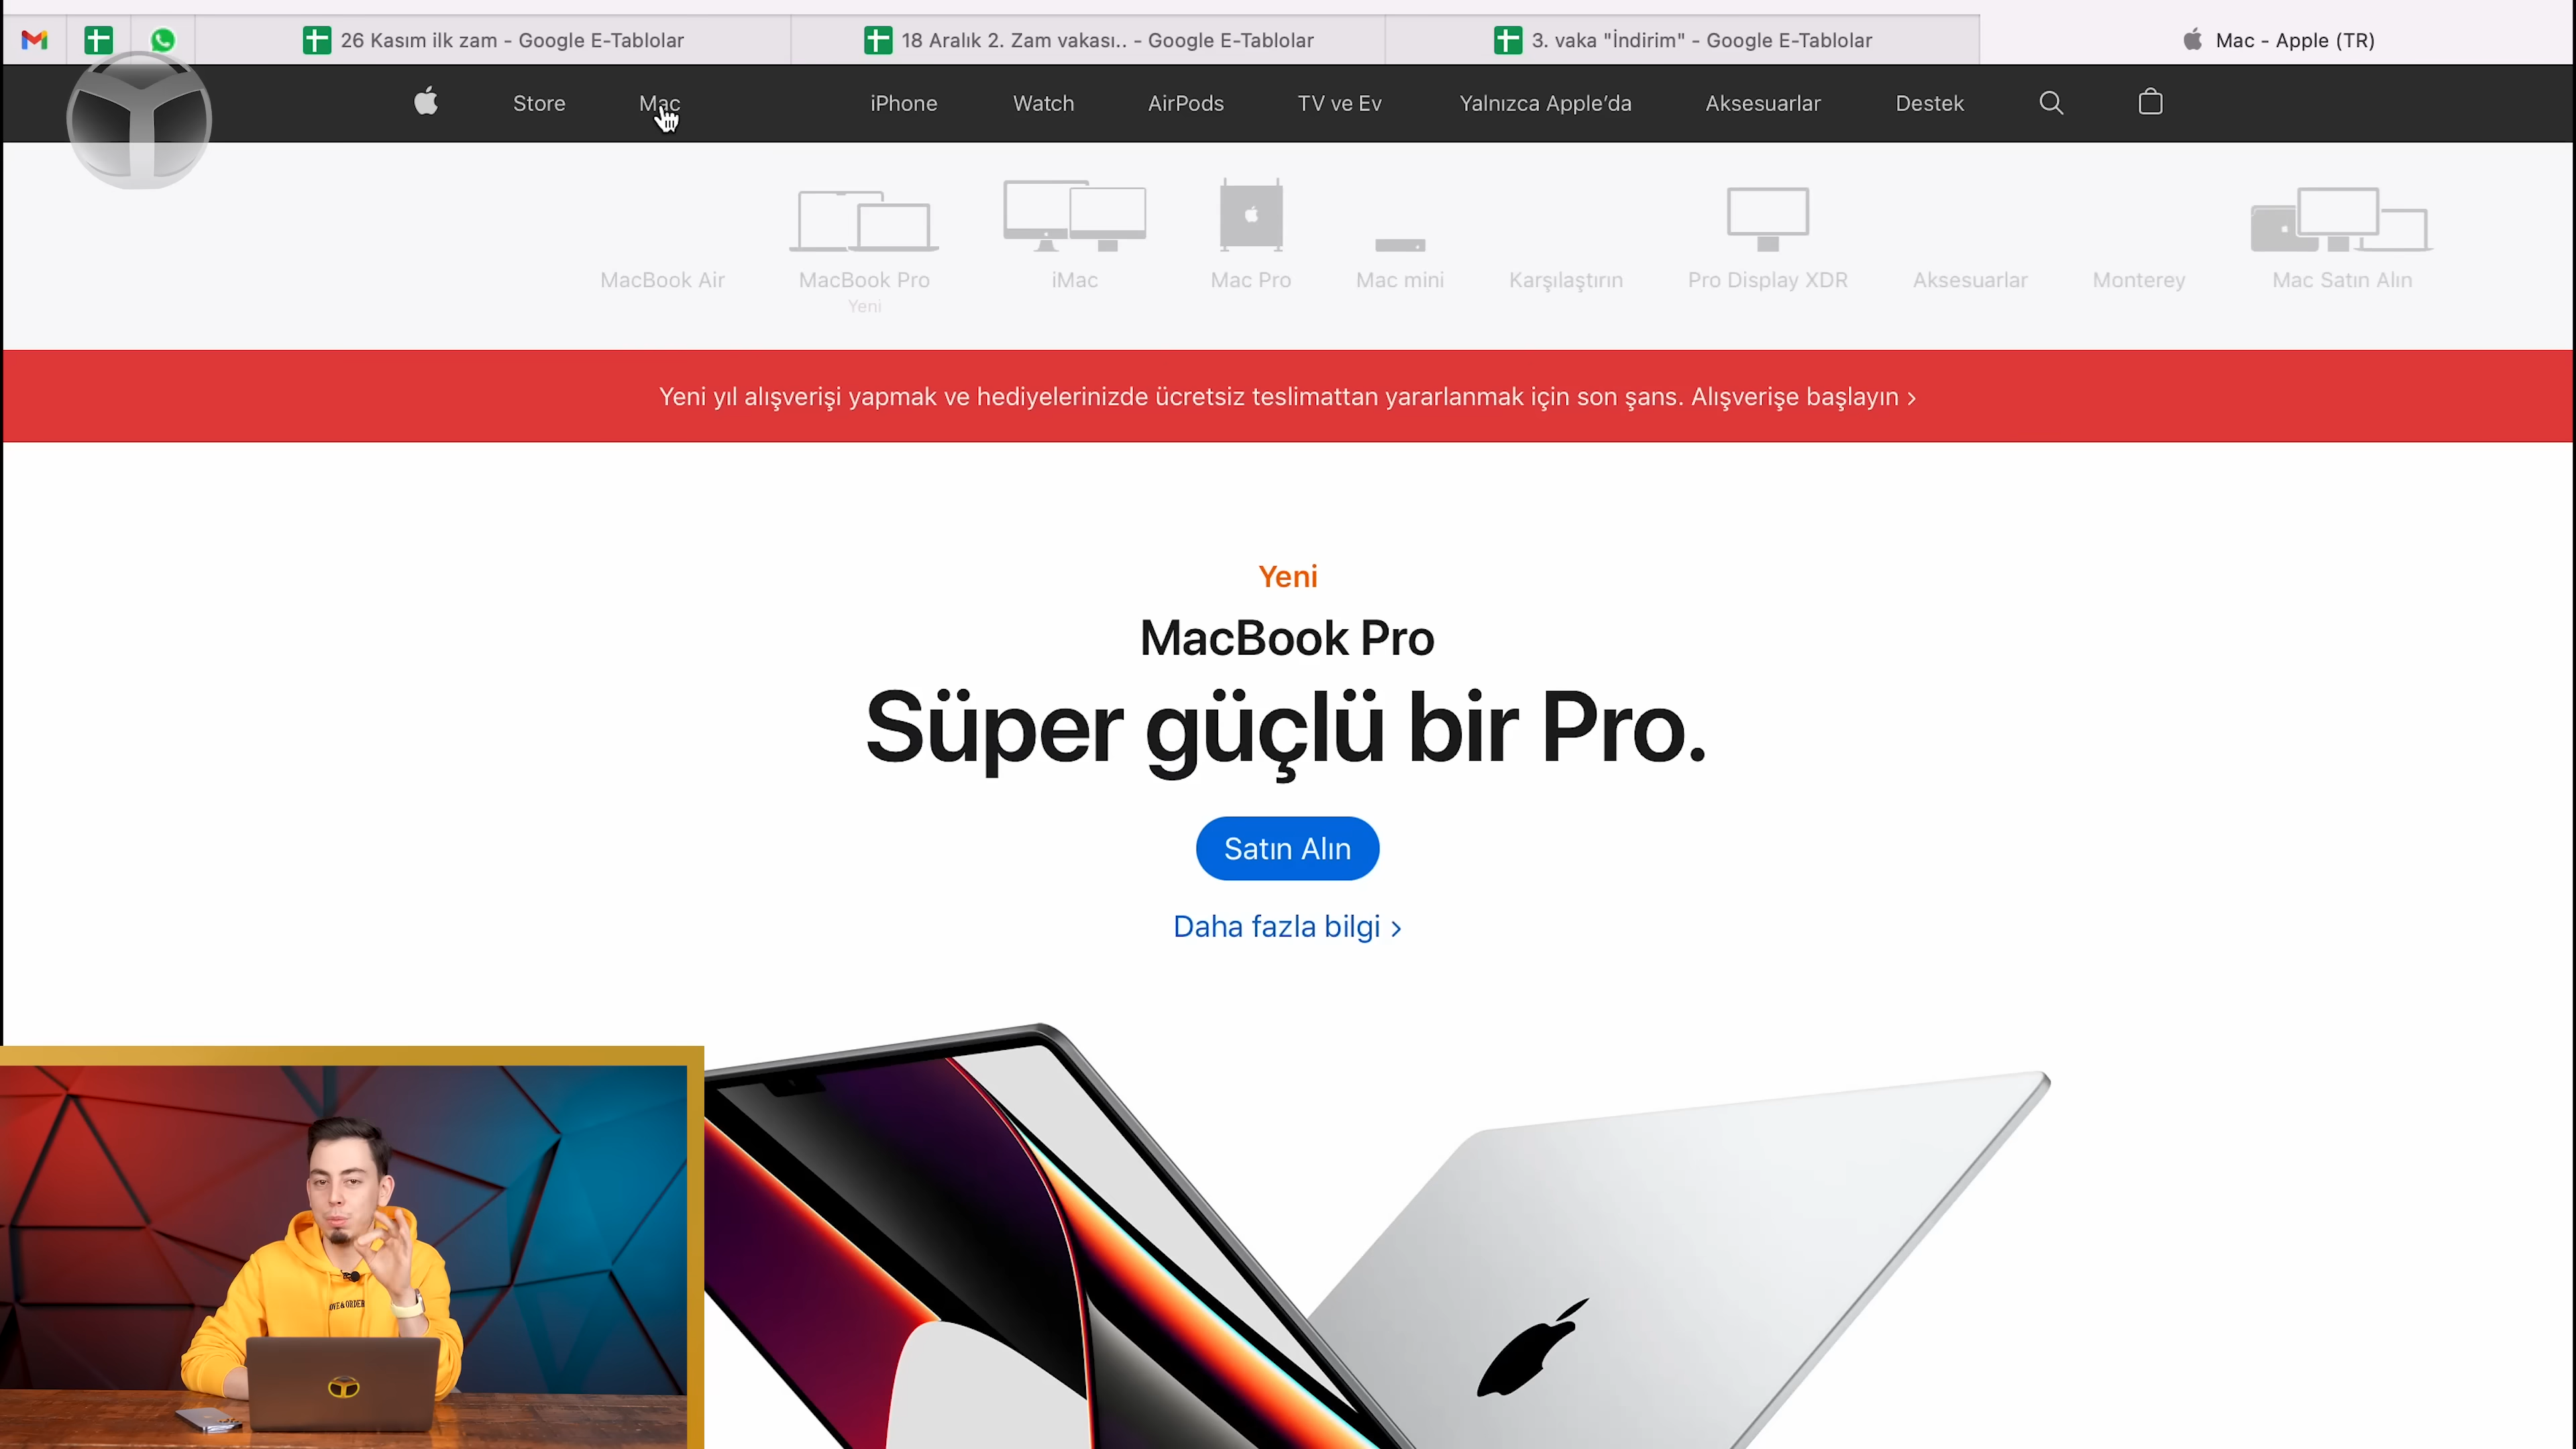 26 Kasım ilk zam - Google E-Tablolar
18 Aralık 2. Zam vakası.. - Google E-Tablolar
3. vaka "İndirim" - Google E-Tablolar
Mac - Apple (TR)
Store
Mac
iPhone
Watch
AirPods
TV ve Ev
Yalnızca Apple’da
Aksesuarlar
Destek
MacBook Air
MacBook Pro
Yeni
iMac
Mac Pro
Mac mini
Karşılaştırın
Pro Display XDR
Aksesuarlar
Monterey
Mac Satın Alın
Yeni yıl alışverişi yapmak ve hediyelerinizde ücretsiz teslimattan yararlanmak için son şans. Alışverişe başlayın >
Yeni
MacBook Pro
Süper güçlü bir Pro.
Satın Alın
Daha fazla bilgi >